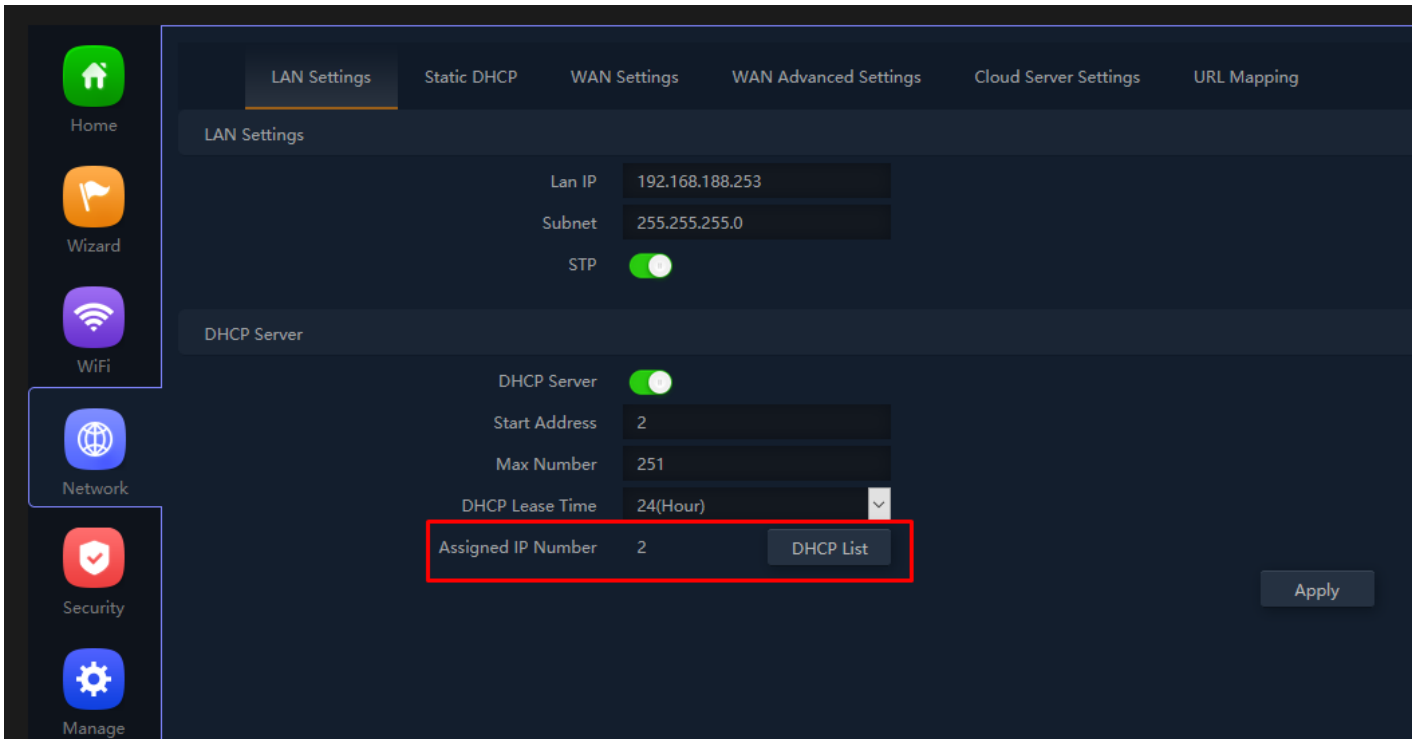 Home
Wizard
WiFi
Network
Security
Manage
LAN Settings Static DHCP WAN Settings WAN Advanced Settings Cloud Server Settings URL Mapping
LAN Settings
Lan IP 192.168.188.253
Subnet 255.255.255.0
STP
DHCP Server
DHCP Server
Start Address 2
Max Number 251
DHCP Lease Time 24(Hour)
Assigned IP Number 2 DHCP List
Apply